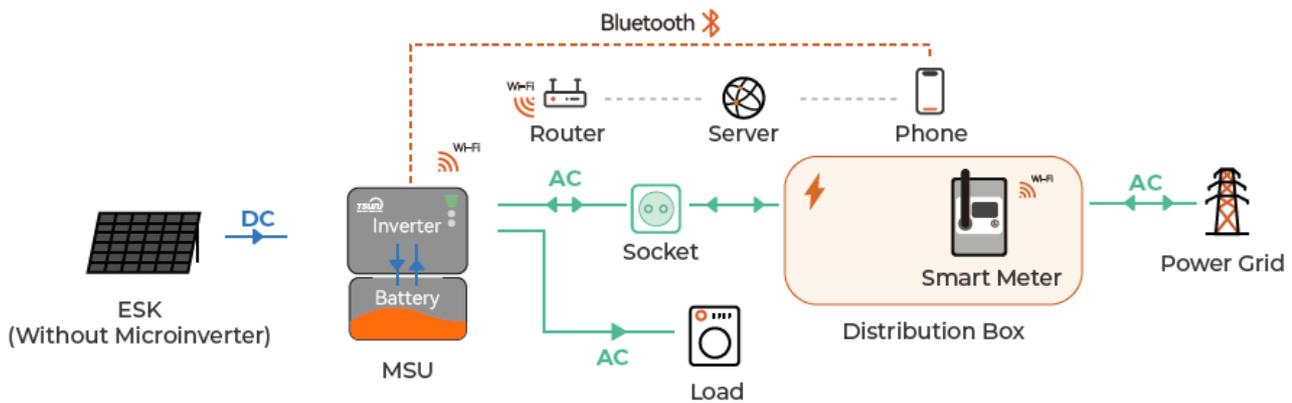 Bluetooth
Wi-Fi
Router
Server
Phone
Wi-Fi
TSUN
Inverter
Battery
MSU
DC
ESK
(Without Microinverter)
AC
Socket
AC
Load
Wi-Fi
Smart Meter
Distribution Box
AC
Power Grid